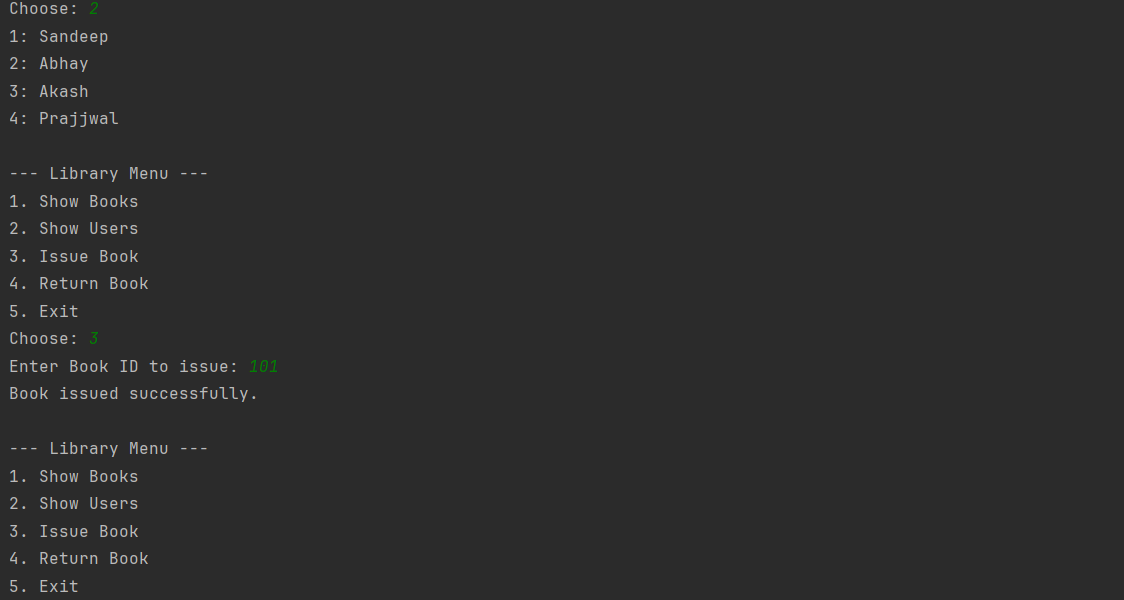 Choose: 2
1: Sandeep
2: Abhay
3: Akash
4: Prajjwal
--- Library Menu ---
1. Show Books
2. Show Users
3. Issue Book
4. Return Book
5. Exit
Choose: 3
Enter Book ID to issue: 101
Book issued successfully.
--- Library Menu ---
1. Show Books
2. Show Users
3. Issue Book
4. Return Book
5. Exit